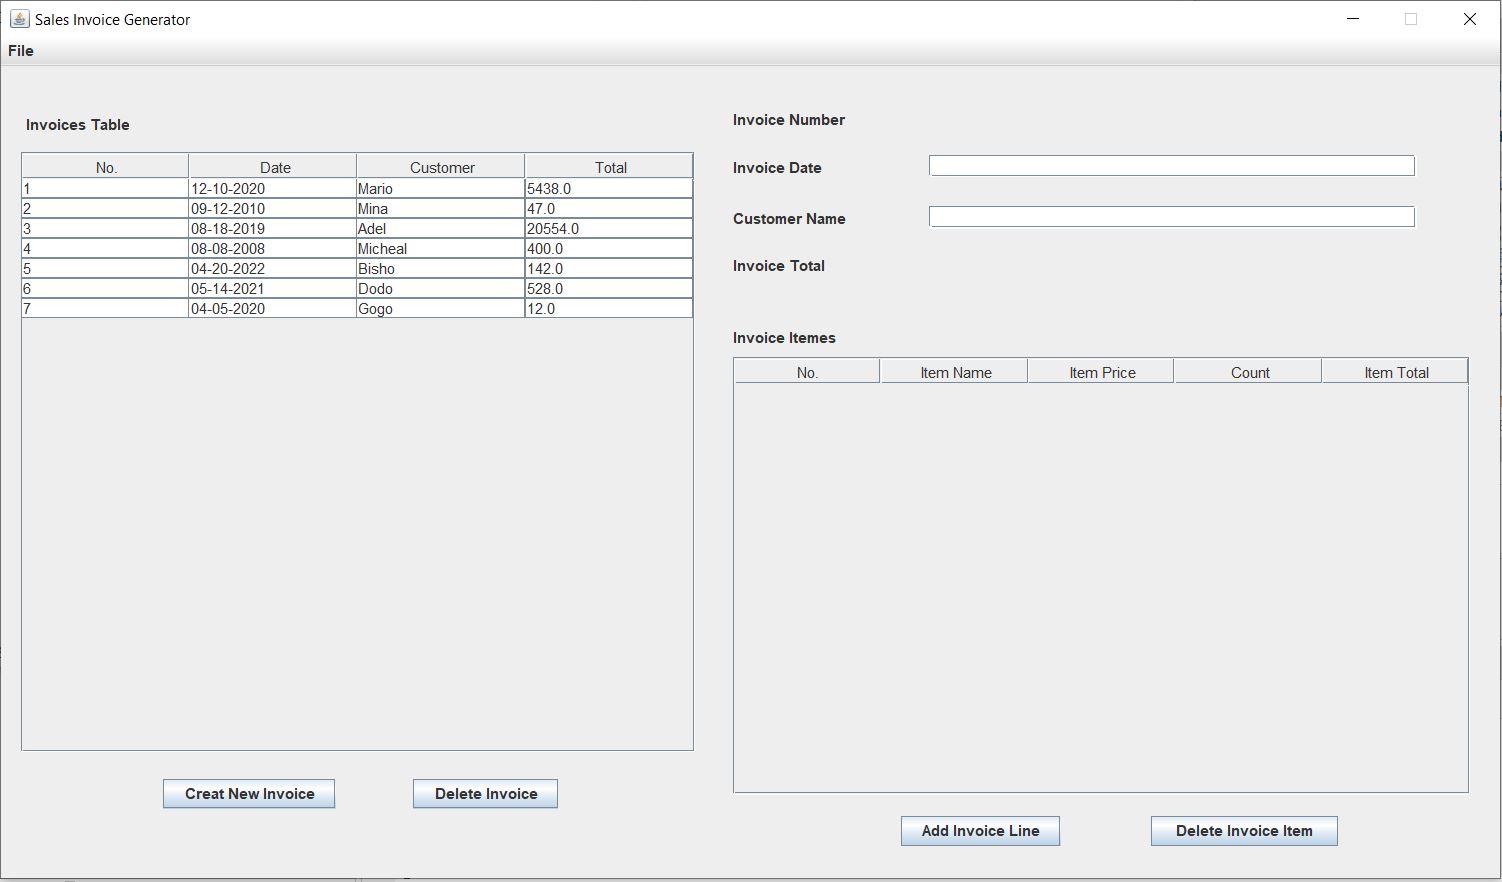 Sales Invoice Generator
File
Invoices Table
No. Date Customer Total
1 12-10-2020 Mario 5438.0
2 09-12-2010 Mina 47.0
3 08-18-2019 Adel 20554.0
4 08-08-2008 Micheal 400.0
5 04-20-2022 Bisho 142.0
6 05-14-2021 Dodo 528.0
7 04-05-2020 Gogo 12.0
Creat New Invoice Delete Invoice
Invoice Number
Invoice Date
Customer Name
Invoice Total
Invoice Itemes
No. Item Name Item Price Count Item Total
Add Invoice Line Delete Invoice Item